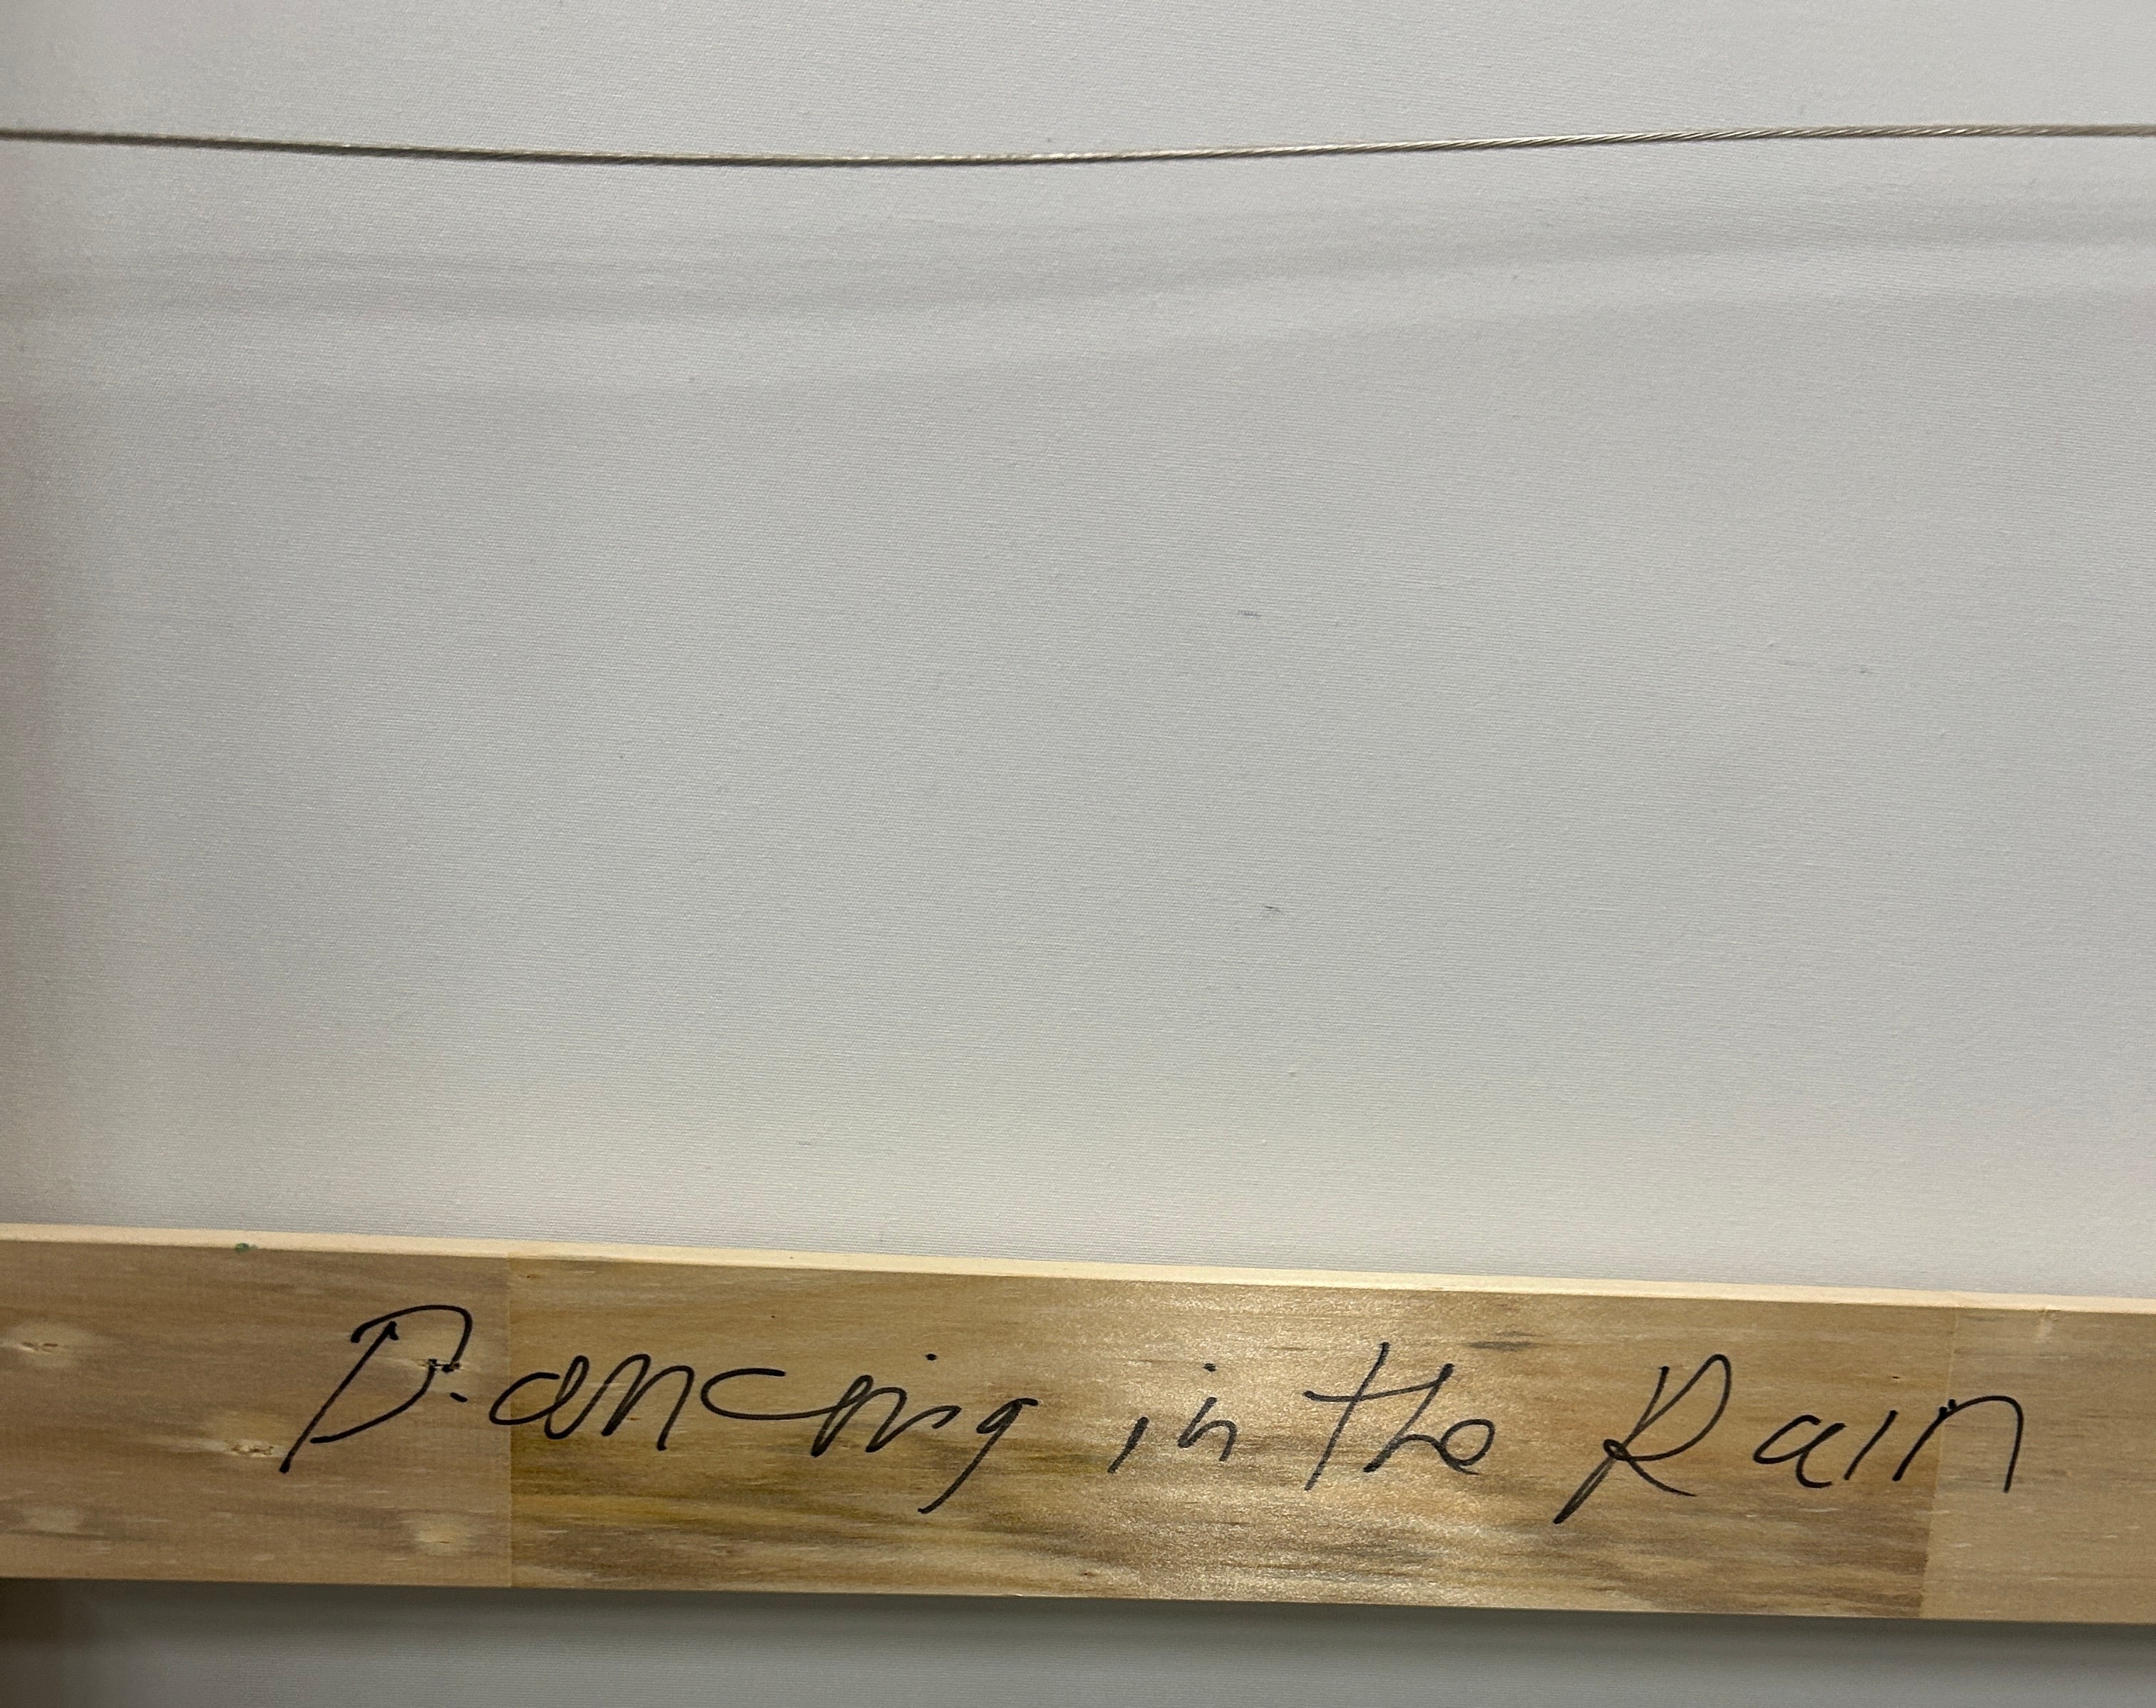 Dancing in the Rain